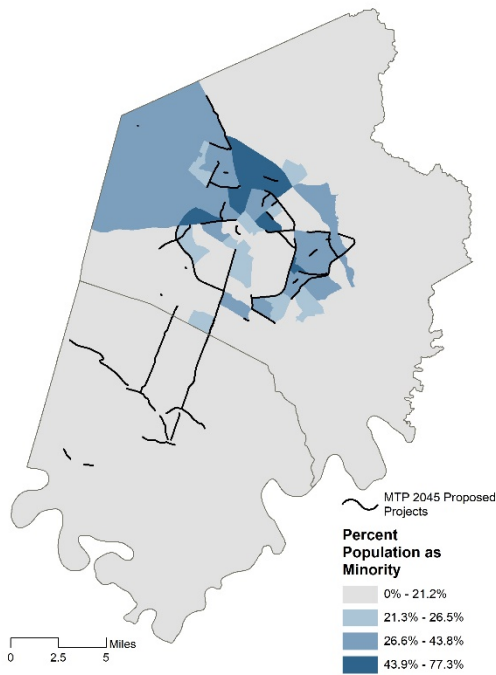 MTP 2045 Proposed
Projects
Percent
Population as
Minority
0% - 21.2%
21.3% - 26.5%
26.6% - 43.8%
43.9% - 77.3%
Miles
0 2.5 5